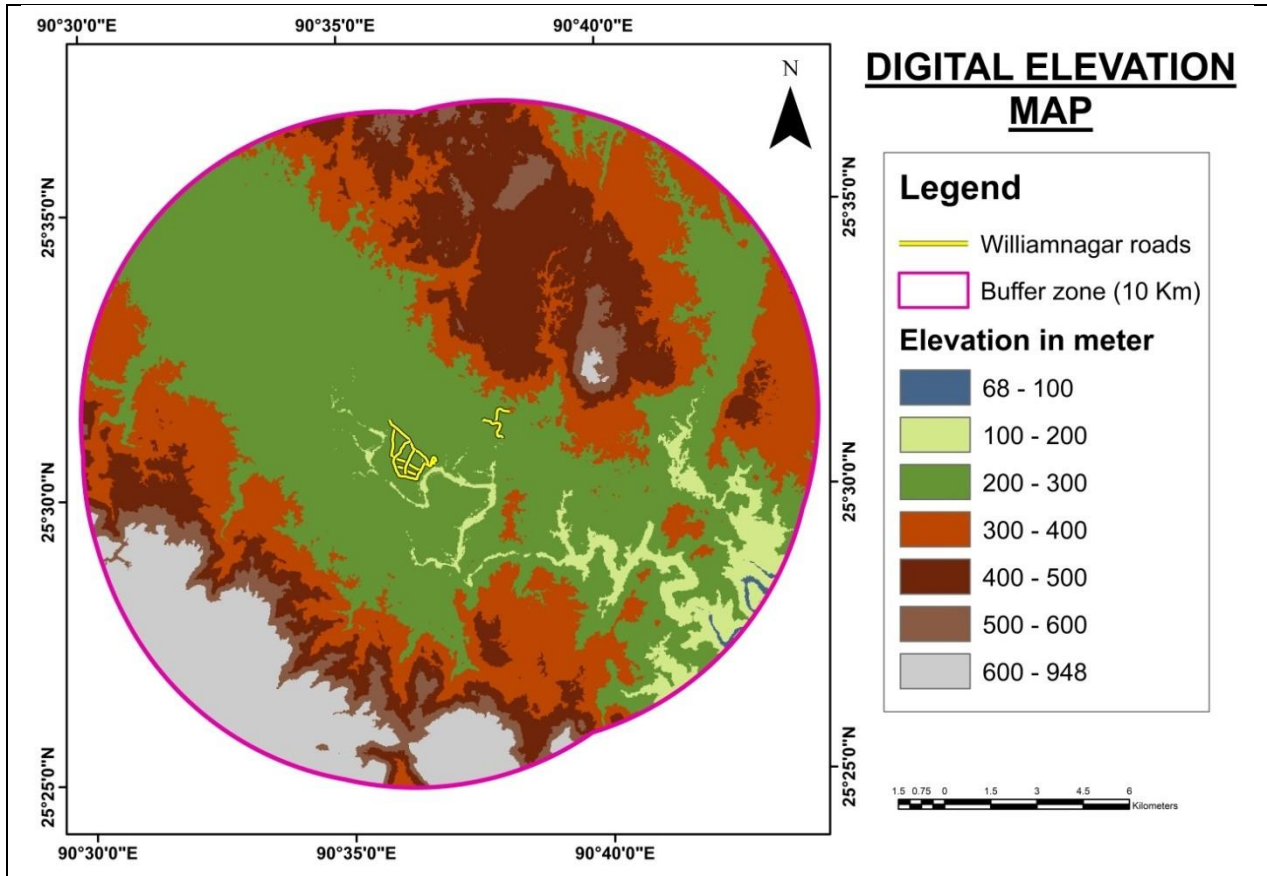 90°30'0"E 90°35'0"E 90°40'0"E
N
DIGITAL ELEVATION
MAP
Legend
Williamnagar roads
Buffer zone (10 Km)
Elevation in meter
68 - 100
100 - 200
200 - 300
300 - 400
400 - 500
500 - 600
600 - 948
25°35'0"N
25°35'0"N
25°30'0"N
25°30'0"N
25°25'0"N
25°25'0"N
1.5 0.75 0 1.5 3 4.5 6
Kilometers
90°30'0"E 90°35'0"E 90°40'0"E